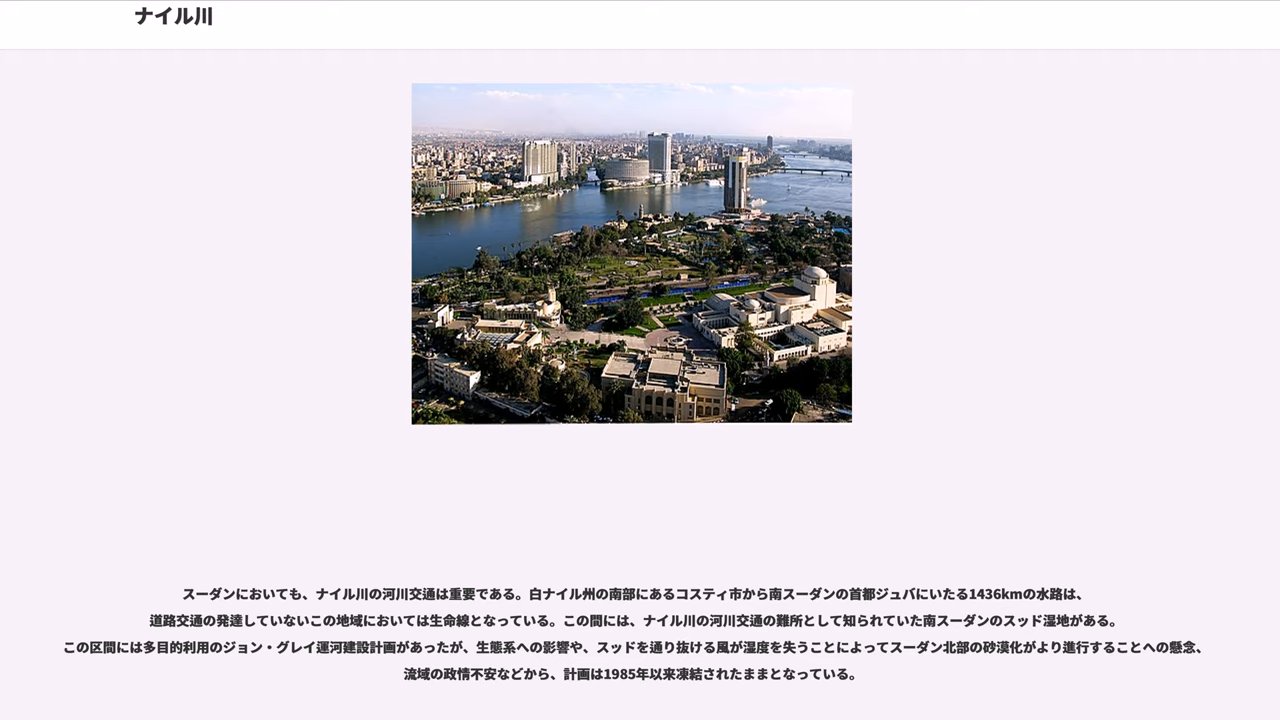 ナイル川
スーダンにおいても、ナイル川の河川交通は重要である。白ナイル州の南部にあるコスティ市から南スーダンの首都ジュバにいたる1436kmの水路は、
道路交通の発達していないこの地域においては生命線となっている。この間には、ナイル川の河川交通の難所として知られていた南スーダンのスッド湿地がある。
この区間には多目的利用のジョン・グレイ運河建設計画があったが、生態系への影響や、スッドを通り抜ける風が湿度を失うことによってスーダン北部の砂漠化がより進行することへの懸念、
流域の政情不安などから、計画は1985年以来凍結されたままとなっている。